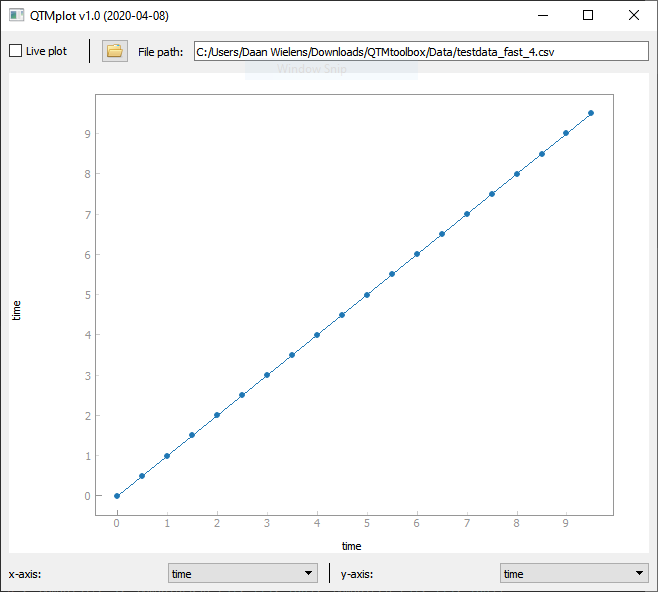 QTMplot v1.0 (2020-04-08)
Live plot File path: C:/Users/Daan Wielens/Downloads/QTMtoolbox/Data/testdata_fast_4.csv
Window Snip
9
8
7
6
5
4
3
2
1
0
time
0 1 2 3 4 5 6 7 8 9
time
x-axis: time y-axis: time